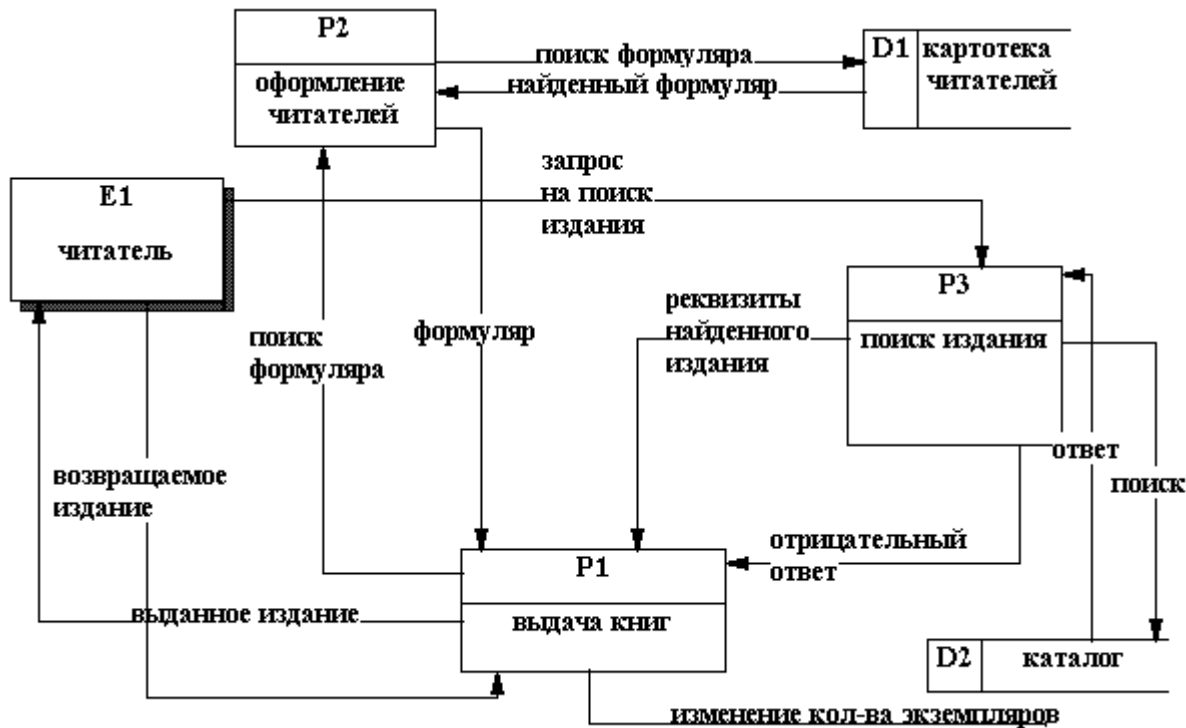 P2
оформление
читателей
поиск формуляра
найденный формуляр
D1
картотека
читателей
E1
читатель
запрос
на поиск
издания
P3
поиск издания
реквизиты
найденного
издания
поиск
формуляра
формуляр
ответ
поиск
возвращаемое
издание
отрицательный
ответ
P1
выдача книг
выданное издание
D2
каталог
изменение кол-ва экземпляров